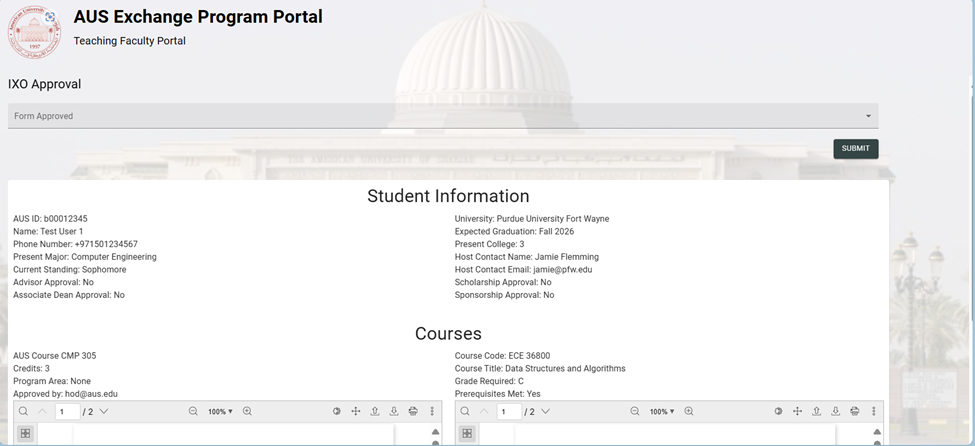 AUS Exchange Program Portal
Teaching Faculty Portal
1997
IXO Approval
Form Approved
SUBMIT
Student Information
AUS ID: b00012345
Name: Test User 1
Phone Number: +971501234567
Present Major: Computer Engineering
Current Standing: Sophomore
Advisor Approval: No
Associate Dean Approval: No
University: Purdue University Fort Wayne
Expected Graduation: Fall 2026
Present College: 3
Host Contact Name: Jamie Flemming
Host Contact Email: jamie@pfw.edu
Scholarship Approval: No
Sponsorship Approval: No
Courses
AUS Course CMP 305
Credits: 3
Program Area: None
Approved by: hod@aus.edu
Course Code: ECE 36800
Course Title: Data Structures and Algorithms
Grade Required: C
Prerequisites Met: Yes
1 / 2 100%
1 / 2 100%